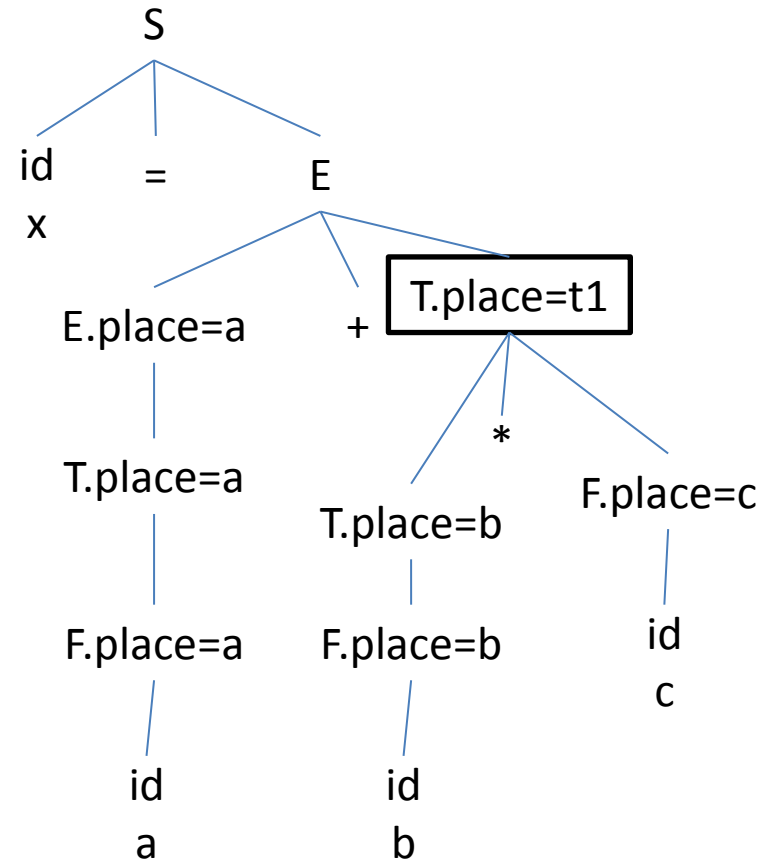 S
id
x
=
E
E.place=a
+
T.place=t1
*
T.place=a
T.place=b
F.place=c
F.place=a
F.place=b
id
c
id
a
id
b